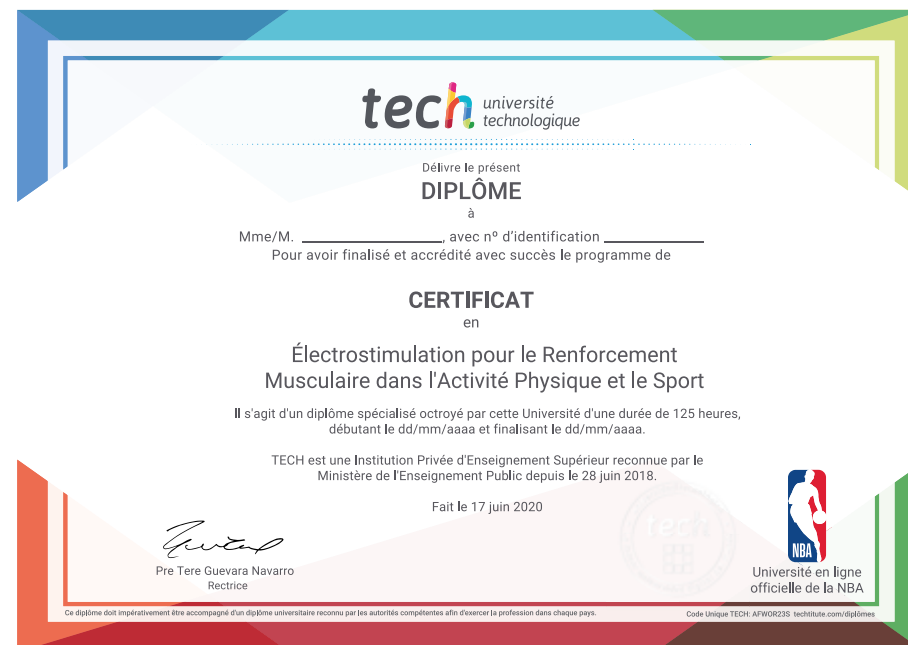 tech université
technologique
Délivre le présent
DIPLÔME
à
Mme/M. ____________________, avec nº d'identification ______________
Pour avoir finalisé et accrédité avec succès le programme de
CERTIFICAT
en
Électrostimulation pour le Renforcement
Musculaire dans l'Activité Physique et le Sport
Il s'agit d'un diplôme spécialisé octroyé par cette Université d'une durée de 125 heures,
débutant le dd/mm/aaaa et finalisant le dd/mm/aaaa.
TECH est une Institution Privée d'Enseignement Supérieur reconnue par le
Ministère de l'Enseignement Public depuis le 28 juin 2018.
Fait le 17 juin 2020
tech
Pre Tere Guevara Navarro
Rectrice
NBA
Université en ligne
officielle de la NBA
Ce diplôme doit impérativement être accompagné d'un diplôme universitaire reconnu par les autorités compétentes afin d'exercer la profession dans chaque pays.
Code Unique TECH: AFWOR23S techtitute.com/diplômes